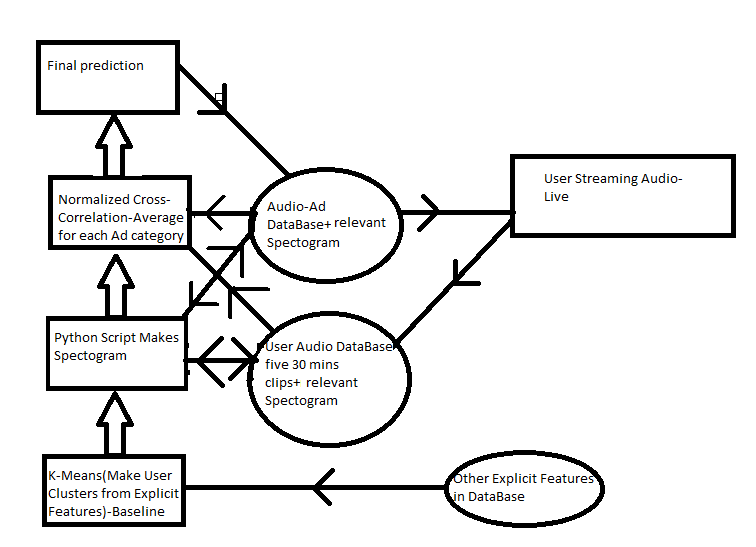 Final prediction
Normalized Cross-
Correlation-Average
for each Ad category
Audio-Ad
DataBase+ relevant
Spectogram
User Streaming Audio-
Live
Python Script Makes
Spectogram
User Audio DataBase-
five 30 mins
clips+ relevant
Spectogram
K-Means(Make User
Clusters from Explicit
Features)-Baseline
Other Explicit Features
in DataBase